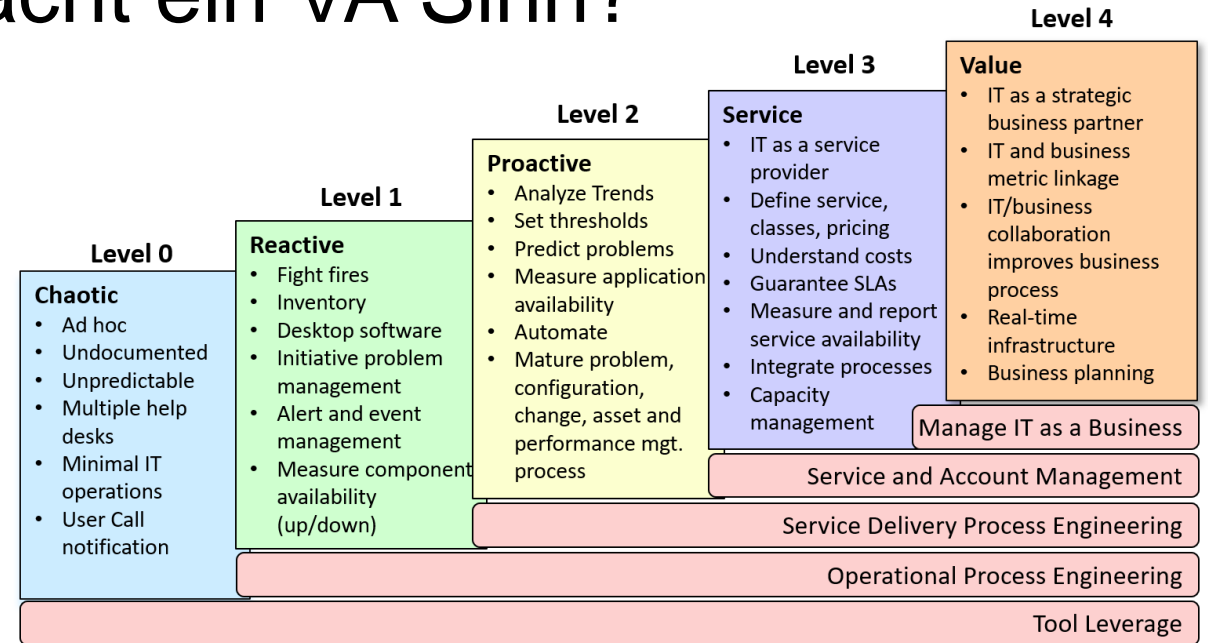 acht ein VA Sinn?
Level 0
Chaotic
• Ad hoc
• Undocumented
• Unpredictable
• Multiple help
desks
• Minimal IT
operations
• User Call
notification
Level 1
Reactive
• Fight fires
• Inventory
• Desktop software
• Initiative problem
management
• Alert and event
management
• Measure component
availability
(up/down)
Level 2
Proactive
• Analyze Trends
• Set thresholds
• Predict problems
• Measure application
availability
• Automate
• Mature problem,
configuration,
change, asset and
performance mgt.
process
Level 3
Service
• IT as a service
provider
• Define service,
classes, pricing
• Understand costs
• Guarantee SLAs
• Measure and report
service availability
• Integrate processes
• Capacity
management
Level 4
Value
• IT as a strategic
business partner
• IT and business
metric linkage
• IT/business
collaboration
improves business
process
• Real-time
infrastructure
• Business planning
Manage IT as a Business
Service and Account Management
Service Delivery Process Engineering
Operational Process Engineering
Tool Leverage